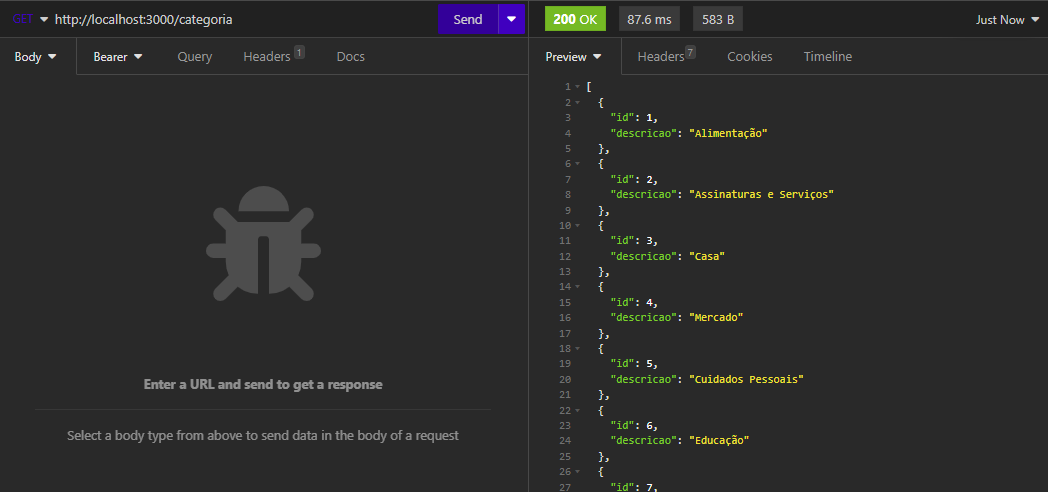 GET http://localhost:3000/categoria Send 200 OK 87.6 ms 583 B Just Now
Body Bearer Query Headers 1 Docs Preview Headers 7 Cookies Timeline
Enter a URL and send to get a response
Select a body type from above to send data in the body of a request
1 [
2 {
3 "id": 1,
4 "descricao": "Alimentação"
5 },
6 {
7 "id": 2,
8 "descricao": "Assinaturas e Serviços"
9 },
10 {
11 "id": 3,
12 "descricao": "Casa"
13 },
14 {
15 "id": 4,
16 "descricao": "Mercado"
17 },
18 {
19 "id": 5,
20 "descricao": "Cuidados Pessoais"
21 },
22 {
23 "id": 6,
24 "descricao": "Educação"
25 },
26 {
27 "id": 7,